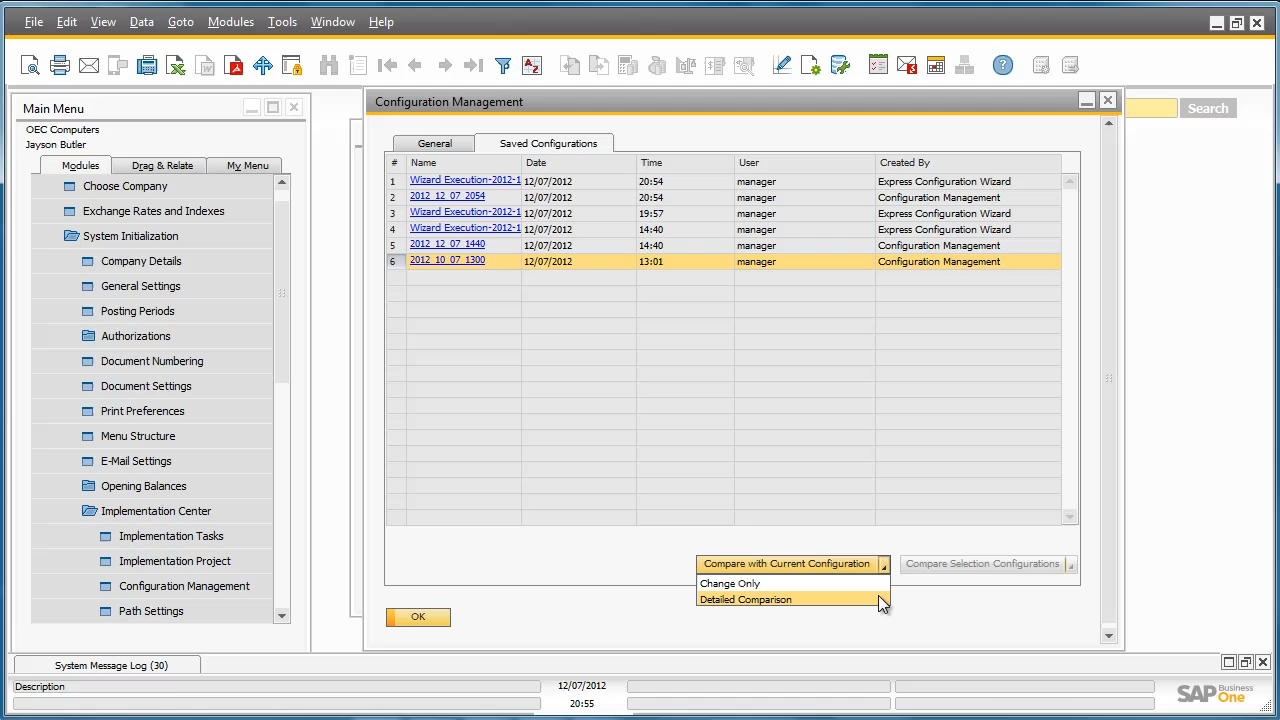 File Edit View Data Goto Modules Tools Window Help
Main Menu
OEC Computers
Jayson Butler
Modules Drag & Relate My Menu
Choose Company
Exchange Rates and Indexes
System Initialization
Company Details
General Settings
Posting Periods
Authorizations
Document Numbering
Document Settings
Print Preferences
Menu Structure
E-Mail Settings
Opening Balances
Implementation Center
Implementation Tasks
Implementation Project
Configuration Management
Path Settings
Configuration Management
Search
General Saved Configurations
# Name Date Time User Created By
1 Wizard Execution-2012-1 12/07/2012 20:54 manager Express Configuration Wizard
2 2012_12_07_2054 12/07/2012 20:54 manager Configuration Management
3 Wizard Execution-2012-1 12/07/2012 19:57 manager Express Configuration Wizard
4 Wizard Execution-2012-1 12/07/2012 14:40 manager Express Configuration Wizard
5 2012_12_07_1440 12/07/2012 14:40 manager Configuration Management
6 2012_10_07_1300 12/07/2012 13:01 manager Configuration Management
Compare with Current Configuration Compare Selection Configurations
Change Only
Detailed Comparison
OK
System Message Log (30)
Description 12/07/2012
20:55
SAP Business One